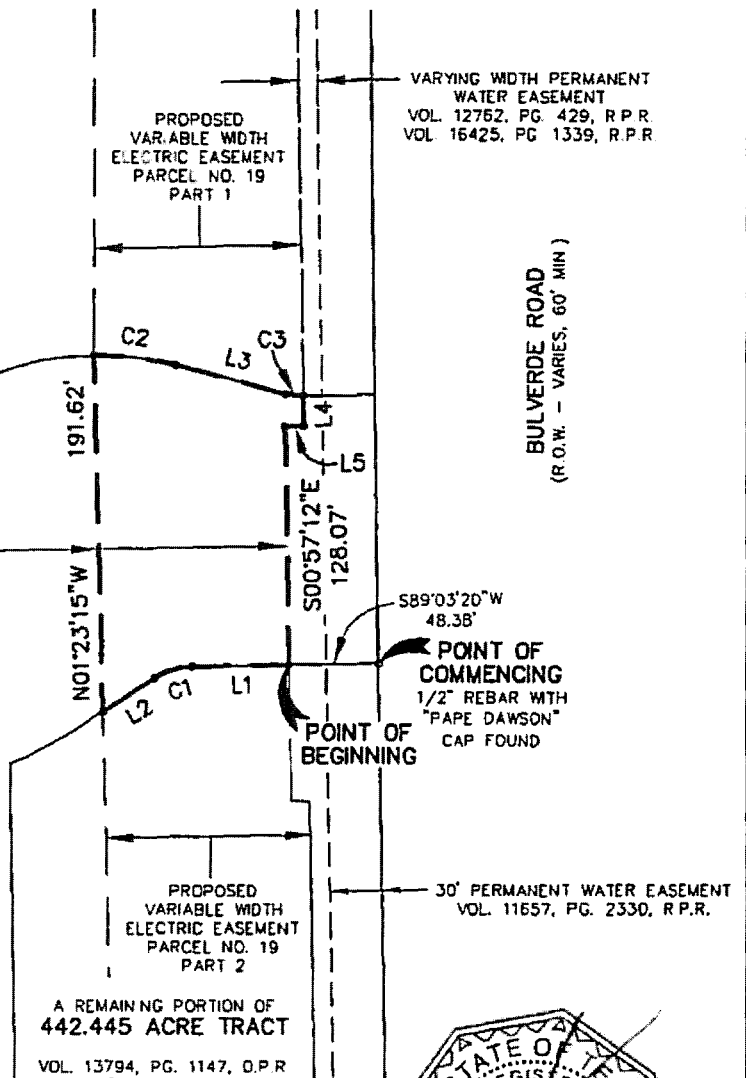 VARYING WIDTH PERMANENT
WATER EASEMENT
VOL. 12762, PG. 429, R.P.R.
VOL. 16425, PG 1339, R.P.R.
PROPOSED
VARIABLE WIDTH
ELECTRIC EASEMENT
PARCEL NO. 19
PART 1
BULVERDE ROAD
(R.O.W. – VARIES, 60' MIN )
C2
L3
C3
L4
191.62'
L5
S00°57'12"E
128.07'
N01°23'15"W
S89°03'20"W
48.38'
POINT OF
COMMENCING
1/2" REBAR WITH
"PAPE DAWSON"
CAP FOUND
L2
C1
L1
POINT OF
BEGINNING
PROPOSED
VARIABLE WIDTH
ELECTRIC EASEMENT
PARCEL NO. 19
PART 2
30' PERMANENT WATER EASEMENT
VOL. 11657, PG. 2330, R P.R.
A REMAINING PORTION OF
442.445 ACRE TRACT
VOL. 13794, PG. 1147, O.P.R
STATE OF TE
EGIST